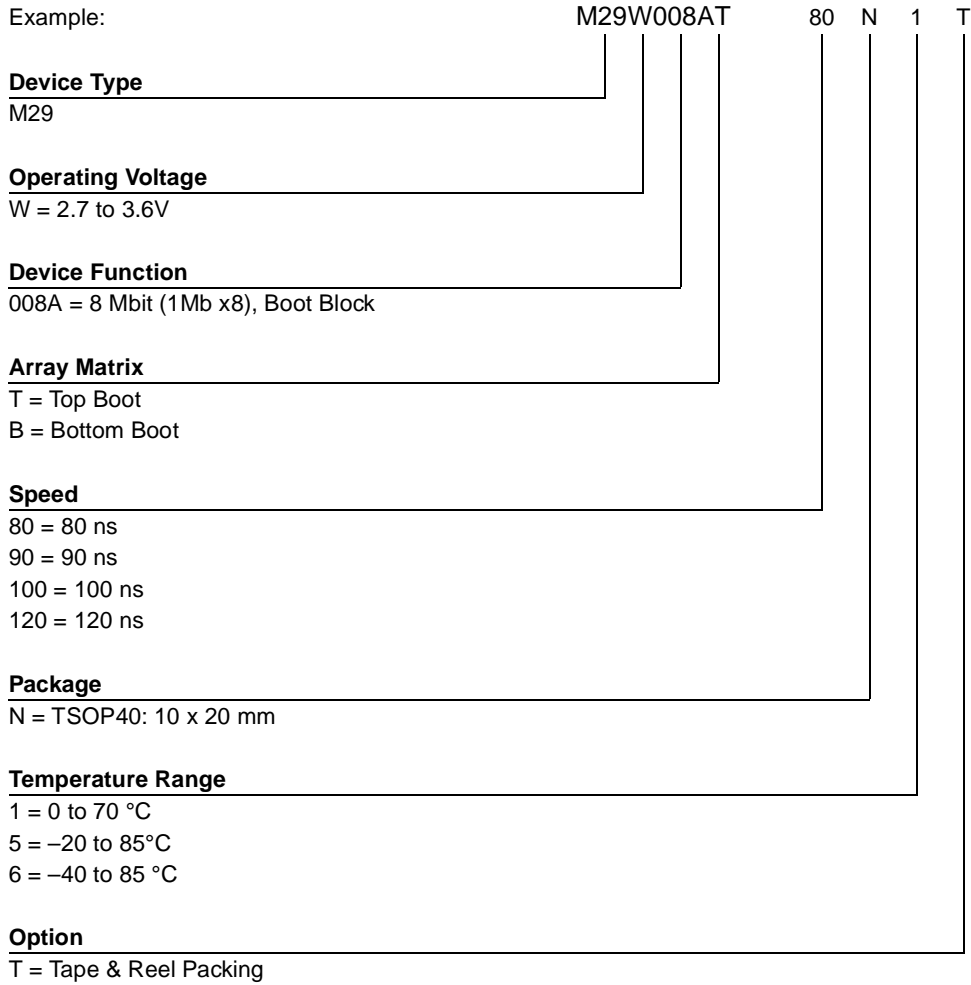 Example: M29W008AT 80 N 1 T
Device Type
M29
Operating Voltage
W = 2.7 to 3.6V
Device Function
008A = 8 Mbit (1Mb x8), Boot Block
Array Matrix
T = Top Boot
B = Bottom Boot
Speed
80 = 80 ns
90 = 90 ns
100 = 100 ns
120 = 120 ns
Package
N = TSOP40: 10 x 20 mm
Temperature Range
1 = 0 to 70 °C
5 = –20 to 85°C
6 = –40 to 85 °C
Option
T = Tape & Reel Packing